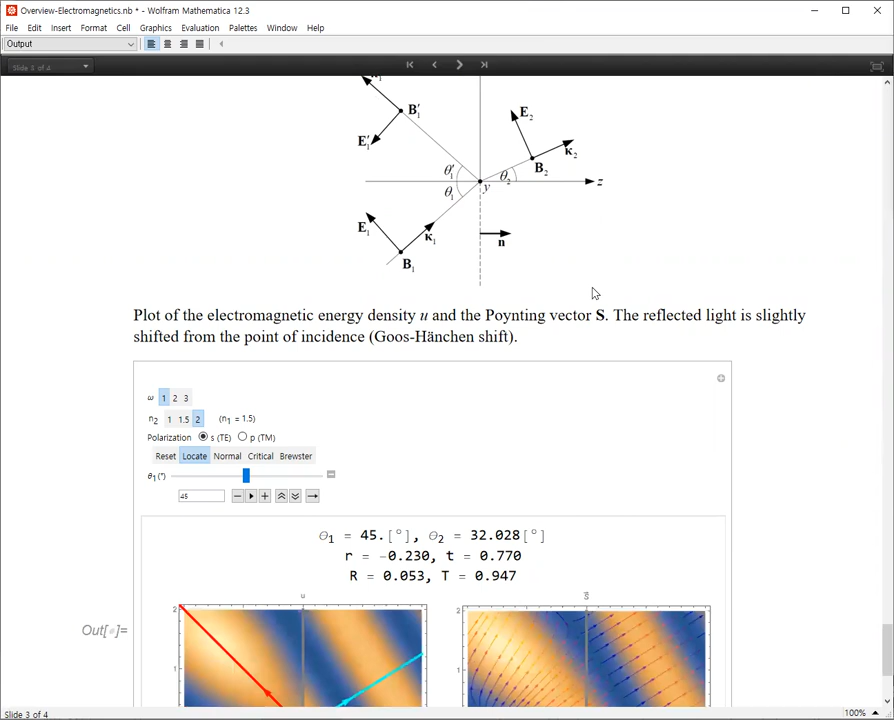 Overview-Electromagnetics.nb * - Wolfram Mathematica 12.3
File Edit Insert Format Cell Graphics Evaluation Palettes Window Help
Output
Slide 3 of 4
B′1
E2
E′1
κ2
B2
θ′1
θ2
y
z
θ1
E1
κ1
n
B1
Plot of the electromagnetic energy density u and the Poynting vector S. The reflected light is slightly
shifted from the point of incidence (Goos-Hänchen shift).
ω 1 2 3
n2 1 1.5 2 (n1 = 1.5)
Polarization s (TE) p (TM)
Reset Locate Normal Critical Brewster
θ1(°)
45
θ1 = 45.[°], θ2 = 32.028[°]
r = -0.230, t = 0.770
R = 0.053, T = 0.947
u
S
2
2
Out[ ]=
1
1
Slide 3 of 4
100%